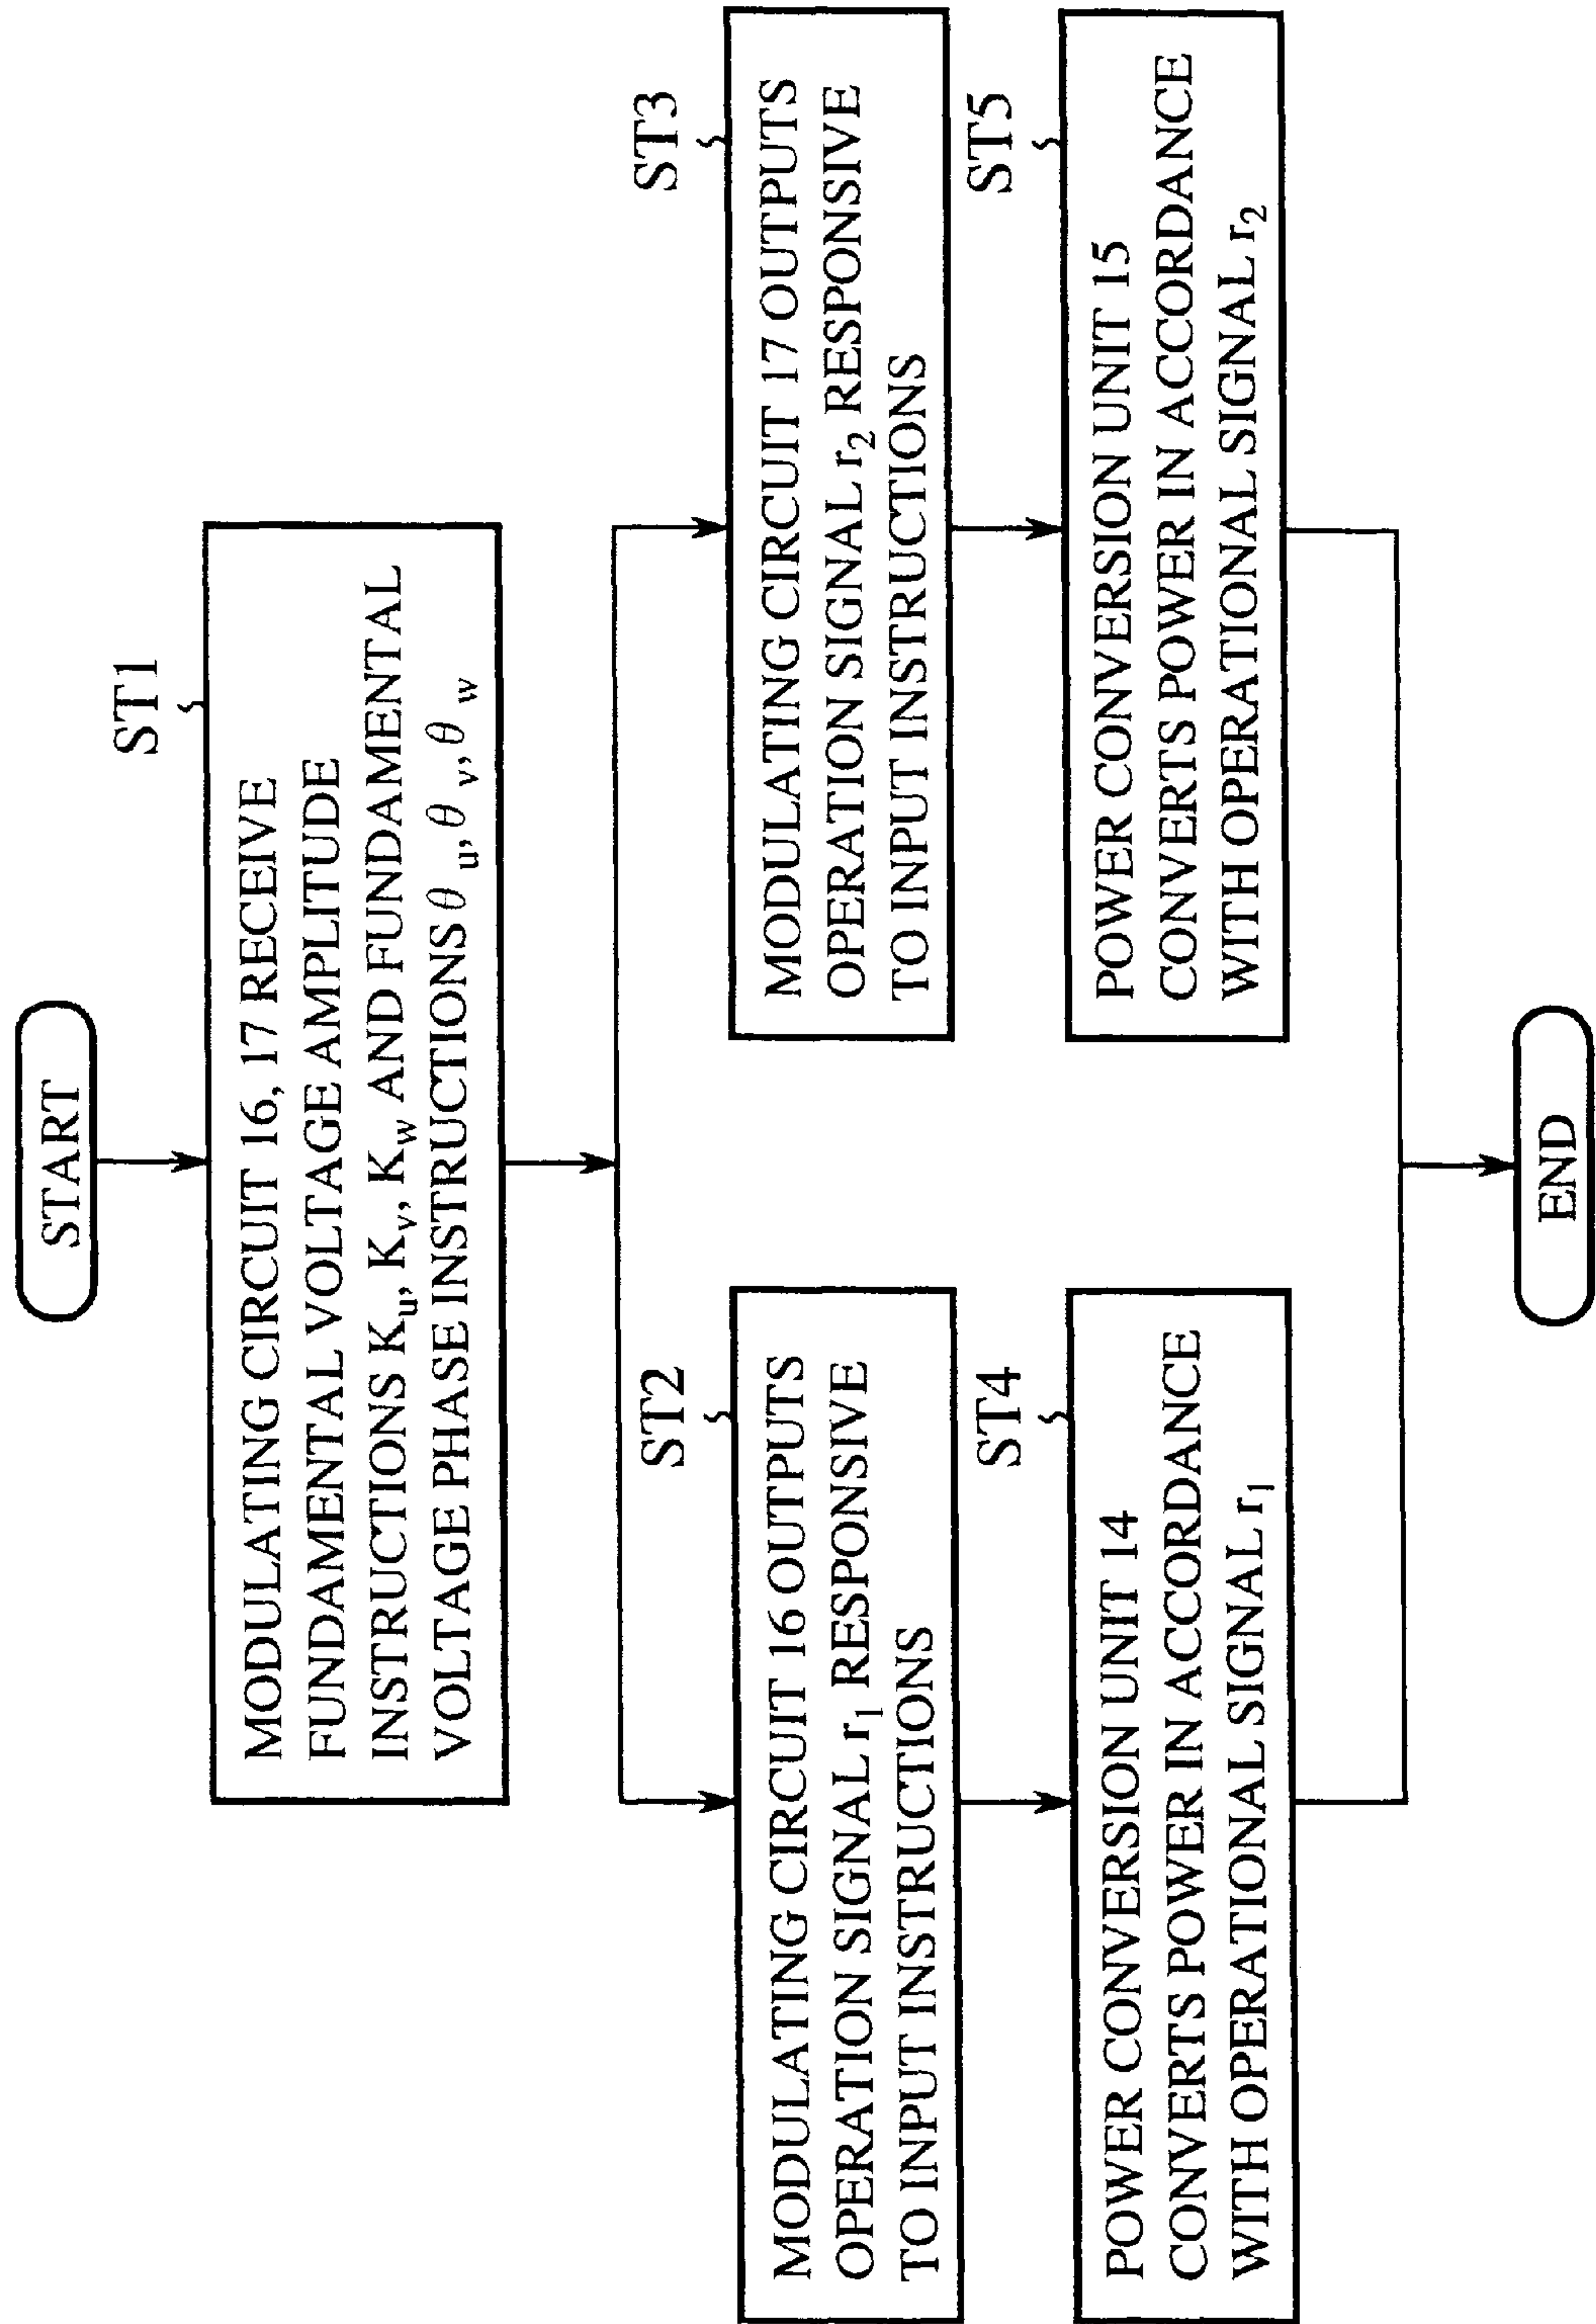 START
ST1
MODULATING CIRCUIT 16, 17 RECEIVE
FUNDAMENTAL VOLTAGE AMPLITUDE
INSTRUCTIONS Ku, Kv, Kw AND FUNDAMENTAL
VOLTAGE PHASE INSTRUCTIONS θu, θv, θw
ST2
MODULATING CIRCUIT 16 OUTPUTS
OPERATION SIGNAL r1 RESPONSIVE
TO INPUT INSTRUCTIONS
ST3
MODULATING CIRCUIT 17 OUTPUTS
OPERATION SIGNAL r2 RESPONSIVE
TO INPUT INSTRUCTIONS
ST4
POWER CONVERSION UNIT 14
CONVERTS POWER IN ACCORDANCE
WITH OPERATIONAL SIGNAL r1
ST5
POWER CONVERSION UNIT 15
CONVERTS POWER IN ACCORDANCE
WITH OPERATIONAL SIGNAL r2
END